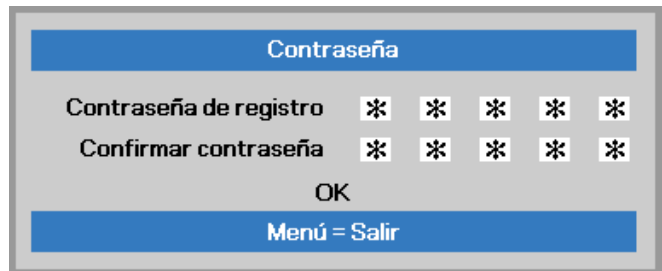 Contraseña
Contraseña de registro * * * * *
Confirmar contraseña * * * * *
OK
Menú = Salir